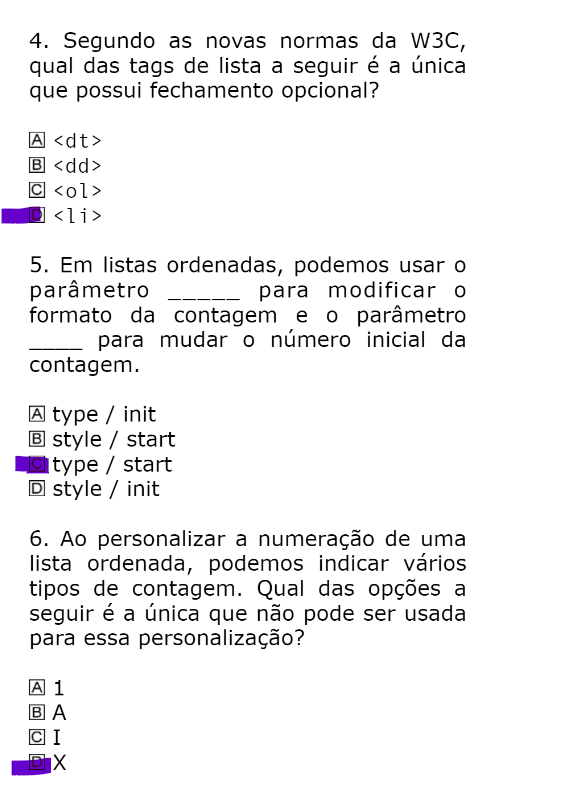 4. Segundo as novas normas da W3C,
qual das tags de lista a seguir é a única
que possui fechamento opcional?
A <dt>
B <dd>
C <ol>
D <li>
5. Em listas ordenadas, podemos usar o
parâmetro _____ para modificar o
formato da contagem e o parâmetro
____ para mudar o número inicial da
contagem.
A type / init
B style / start
C type / start
D style / init
6. Ao personalizar a numeração de uma
lista ordenada, podemos indicar vários
tipos de contagem. Qual das opções a
seguir é a única que não pode ser usada
para essa personalização?
A 1
B A
C I
D X